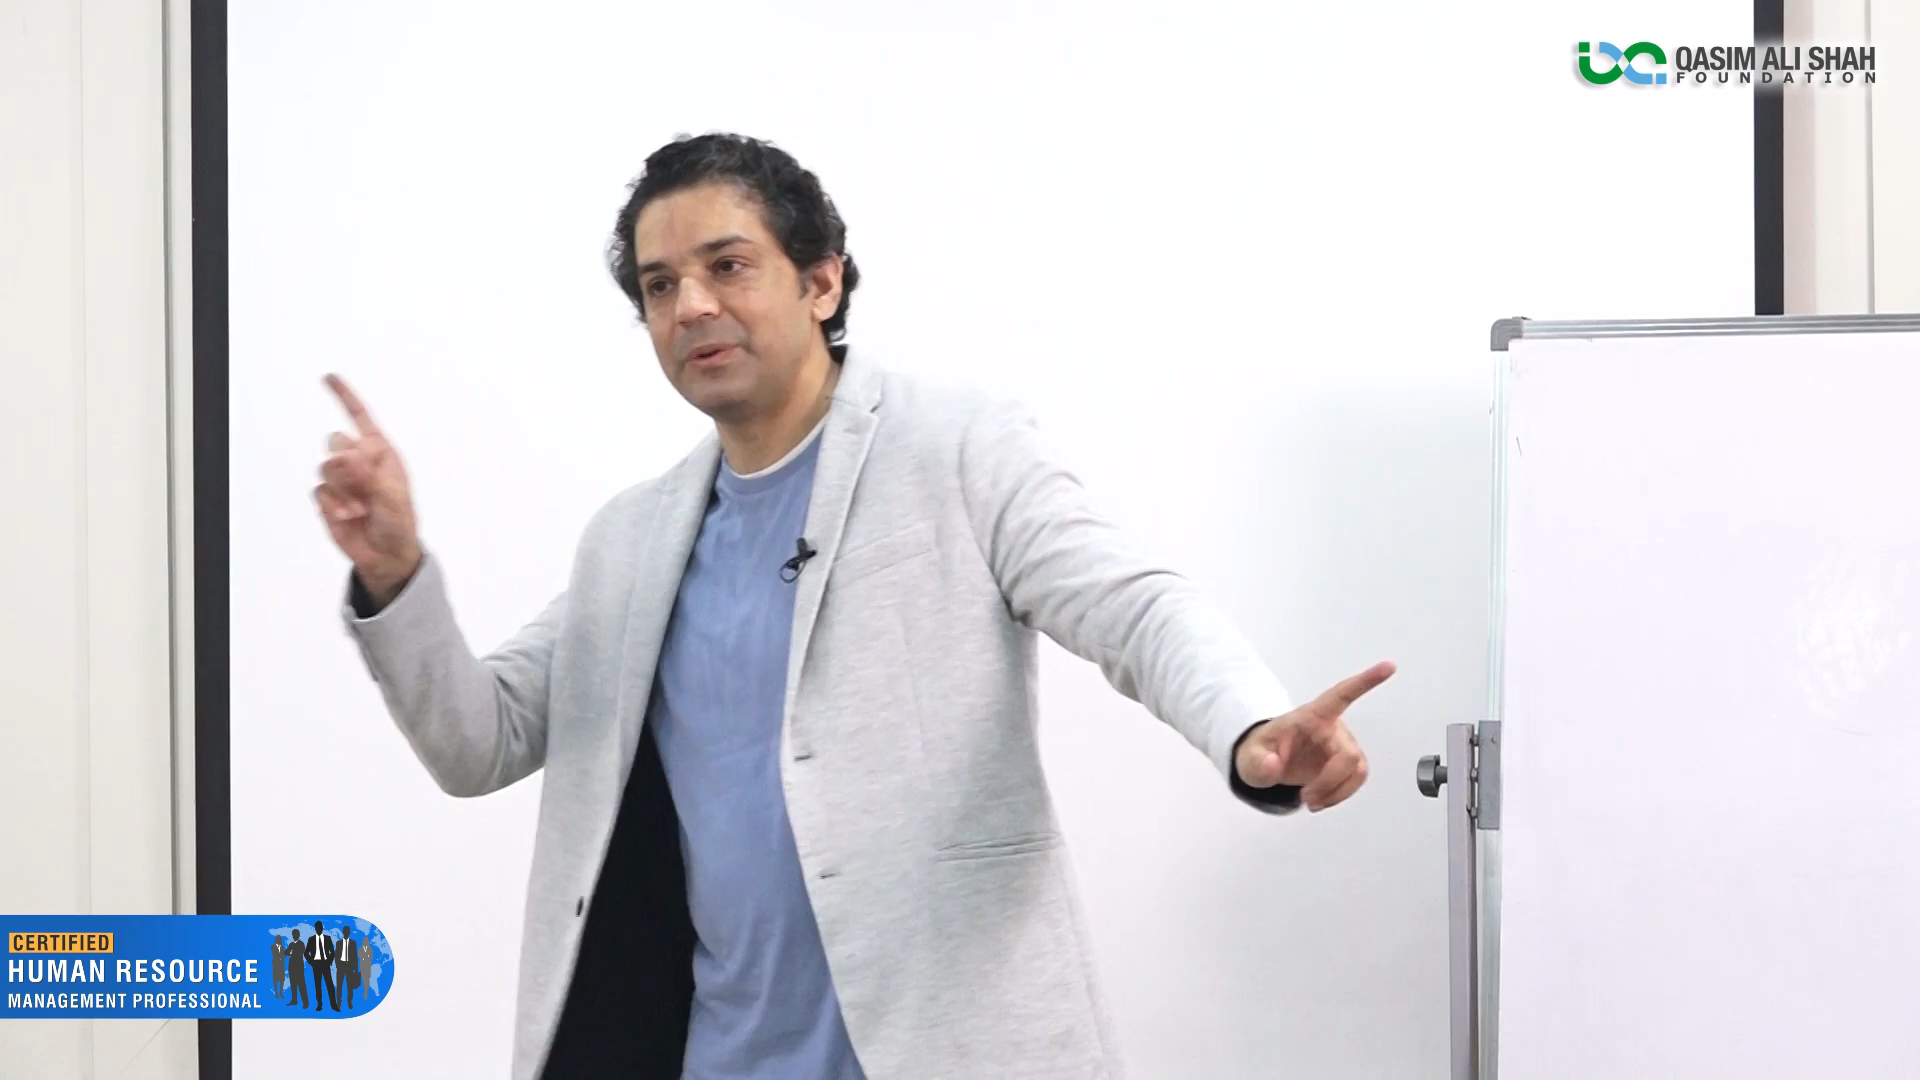 QASIM ALI SHAH
FOUNDATION
CERTIFIED
HUMAN RESOURCE
MANAGEMENT PROFESSIONAL